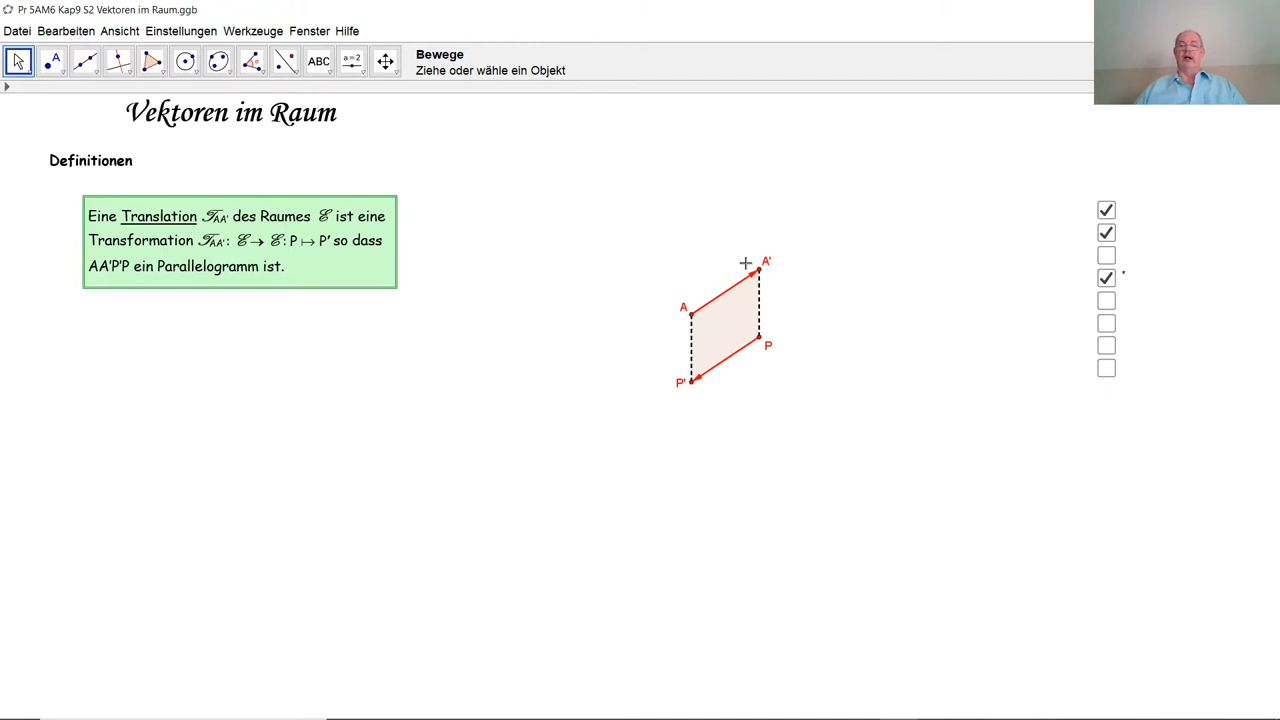 Pr 5AM6 Kap9 S2 Vektoren im Raum.ggb
Datei Bearbeiten Ansicht Einstellungen Werkzeuge Fenster Hilfe
A
ABC
a=2
Bewege
Ziehe oder wähle ein Objekt
Vektoren im Raum
Definitionen
Eine Translation 𝒯AA' des Raumes ℰ ist eine
Transformation 𝒯AA': ℰ → ℰ: P ↦ P' so dass
AA'P'P ein Parallelogramm ist.
A'
A
P
P'
*